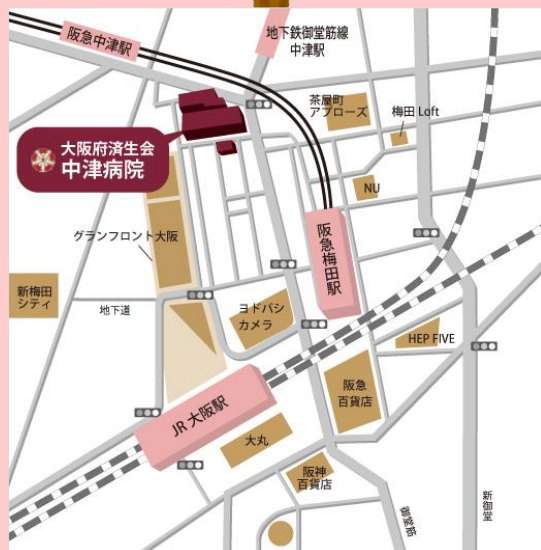 阪急中津駅
地下鉄御堂筋線
中津駅
茶屋町
アプローズ
梅田 Loft
大阪府済生会
中津病院
NU
グランフロント大阪
阪急梅田駅
新梅田
シティ
地下道
ヨドバシ
カメラ
HEP FIVE
阪急
百貨店
JR 大阪駅
大丸
阪神
百貨店
御堂筋
新御堂